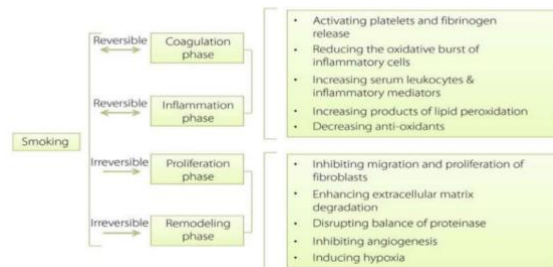 Smoking
Reversible
Coagulation
phase
Reversible
Inflammation
phase
Irreversible
Proliferation
phase
Irreversible
Remodeling
phase
• Activating platelets and fibrinogen
release
• Reducing the oxidative burst of
inflammatory cells
• Increasing serum leukocytes &
inflammatory mediators
• Increasing products of lipid peroxidation
• Decreasing anti-oxidants
• Inhibiting migration and proliferation of
fibroblasts
• Enhancing extracellular matrix
degradation
• Disrupting balance of proteinase
• Inhibiting angiogenesis
• Inducing hypoxia